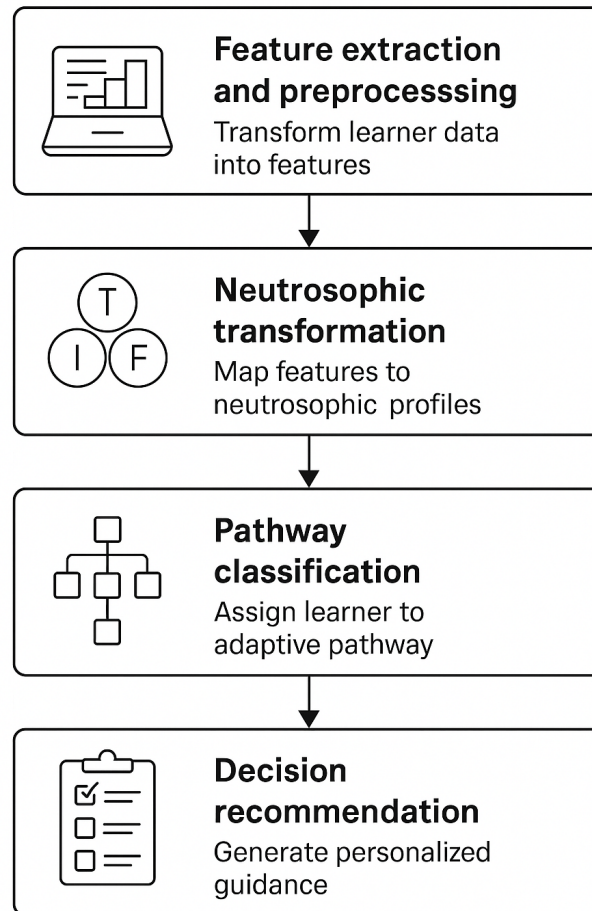 Feature extraction
and preprocesssing
Transform learner data
into features
T
I F
Neutrosophic
transformation
Map features to
neutrosophic profiles
Pathway
classification
Assign learner to
adaptive pathway
Decision
recommendation
Generate personalized
guidance